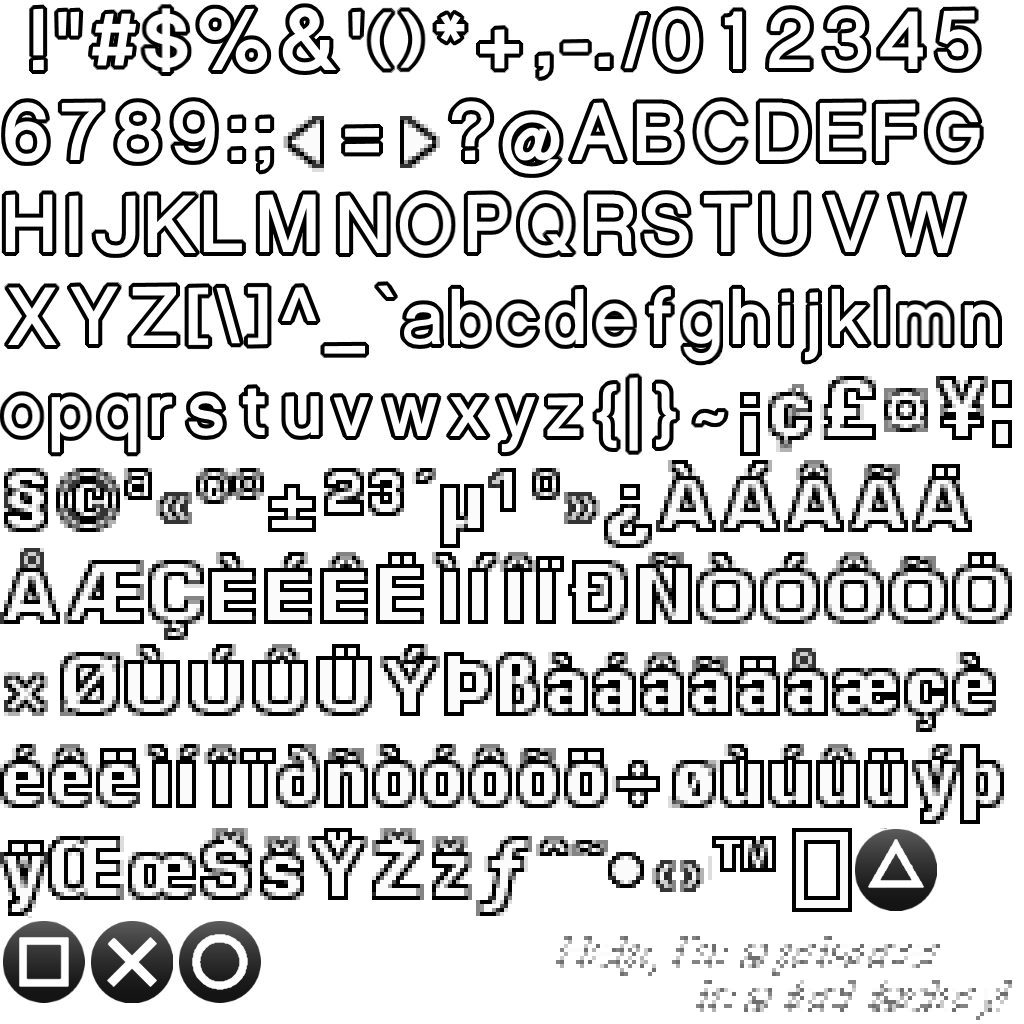 !"#$%&'()*+,-./012345
6789:;◁=▷?@ABCDEFG
HIJKLMNOPQRSTUVW
XYZ[\]^_`abcdefghijklmn
opqrstuvwxyz{|}~¡¢£¤¥¦
§©ª«®º±23´µ1º»¿ÀÁÂÃÄ
ÅÆÇÈÉÊËÌÍÎÏÐÑÒÓÔÕÖ
×ØÙÚÛÜÝÞßàáâãäåæçè
éêëìíîïðñòóôõö÷øùúûüýþ
ÿŒœŠšŸŽžƒˆ˜•‹›™